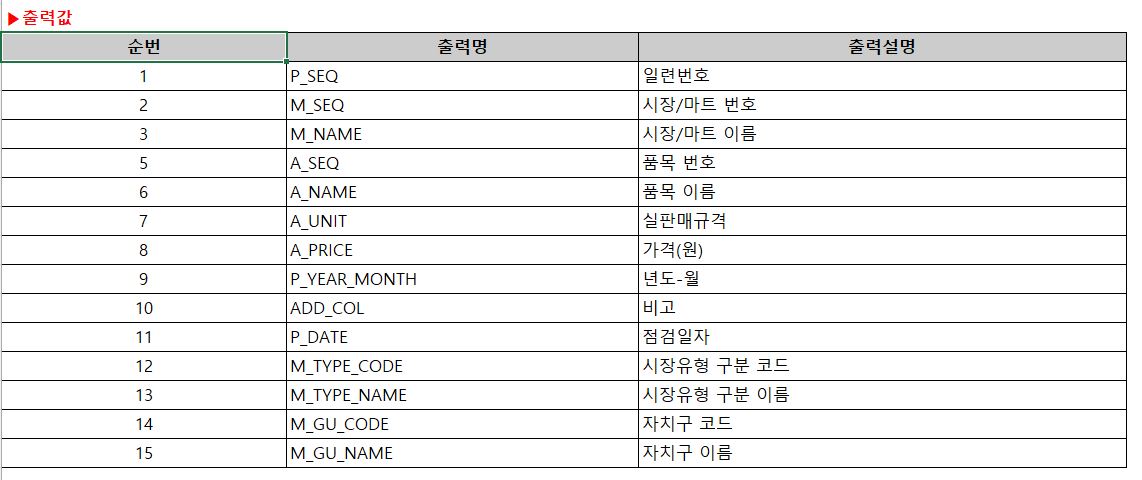 ▶출력값
순번 출력명 출력설명
1 P_SEQ 일련번호
2 M_SEQ 시장/마트 번호
3 M_NAME 시장/마트 이름
5 A_SEQ 품목 번호
6 A_NAME 품목 이름
7 A_UNIT 실판매규격
8 A_PRICE 가격(원)
9 P_YEAR_MONTH 년도-월
10 ADD_COL 비고
11 P_DATE 점검일자
12 M_TYPE_CODE 시장유형 구분 코드
13 M_TYPE_NAME 시장유형 구분 이름
14 M_GU_CODE 자치구 코드
15 M_GU_NAME 자치구 이름